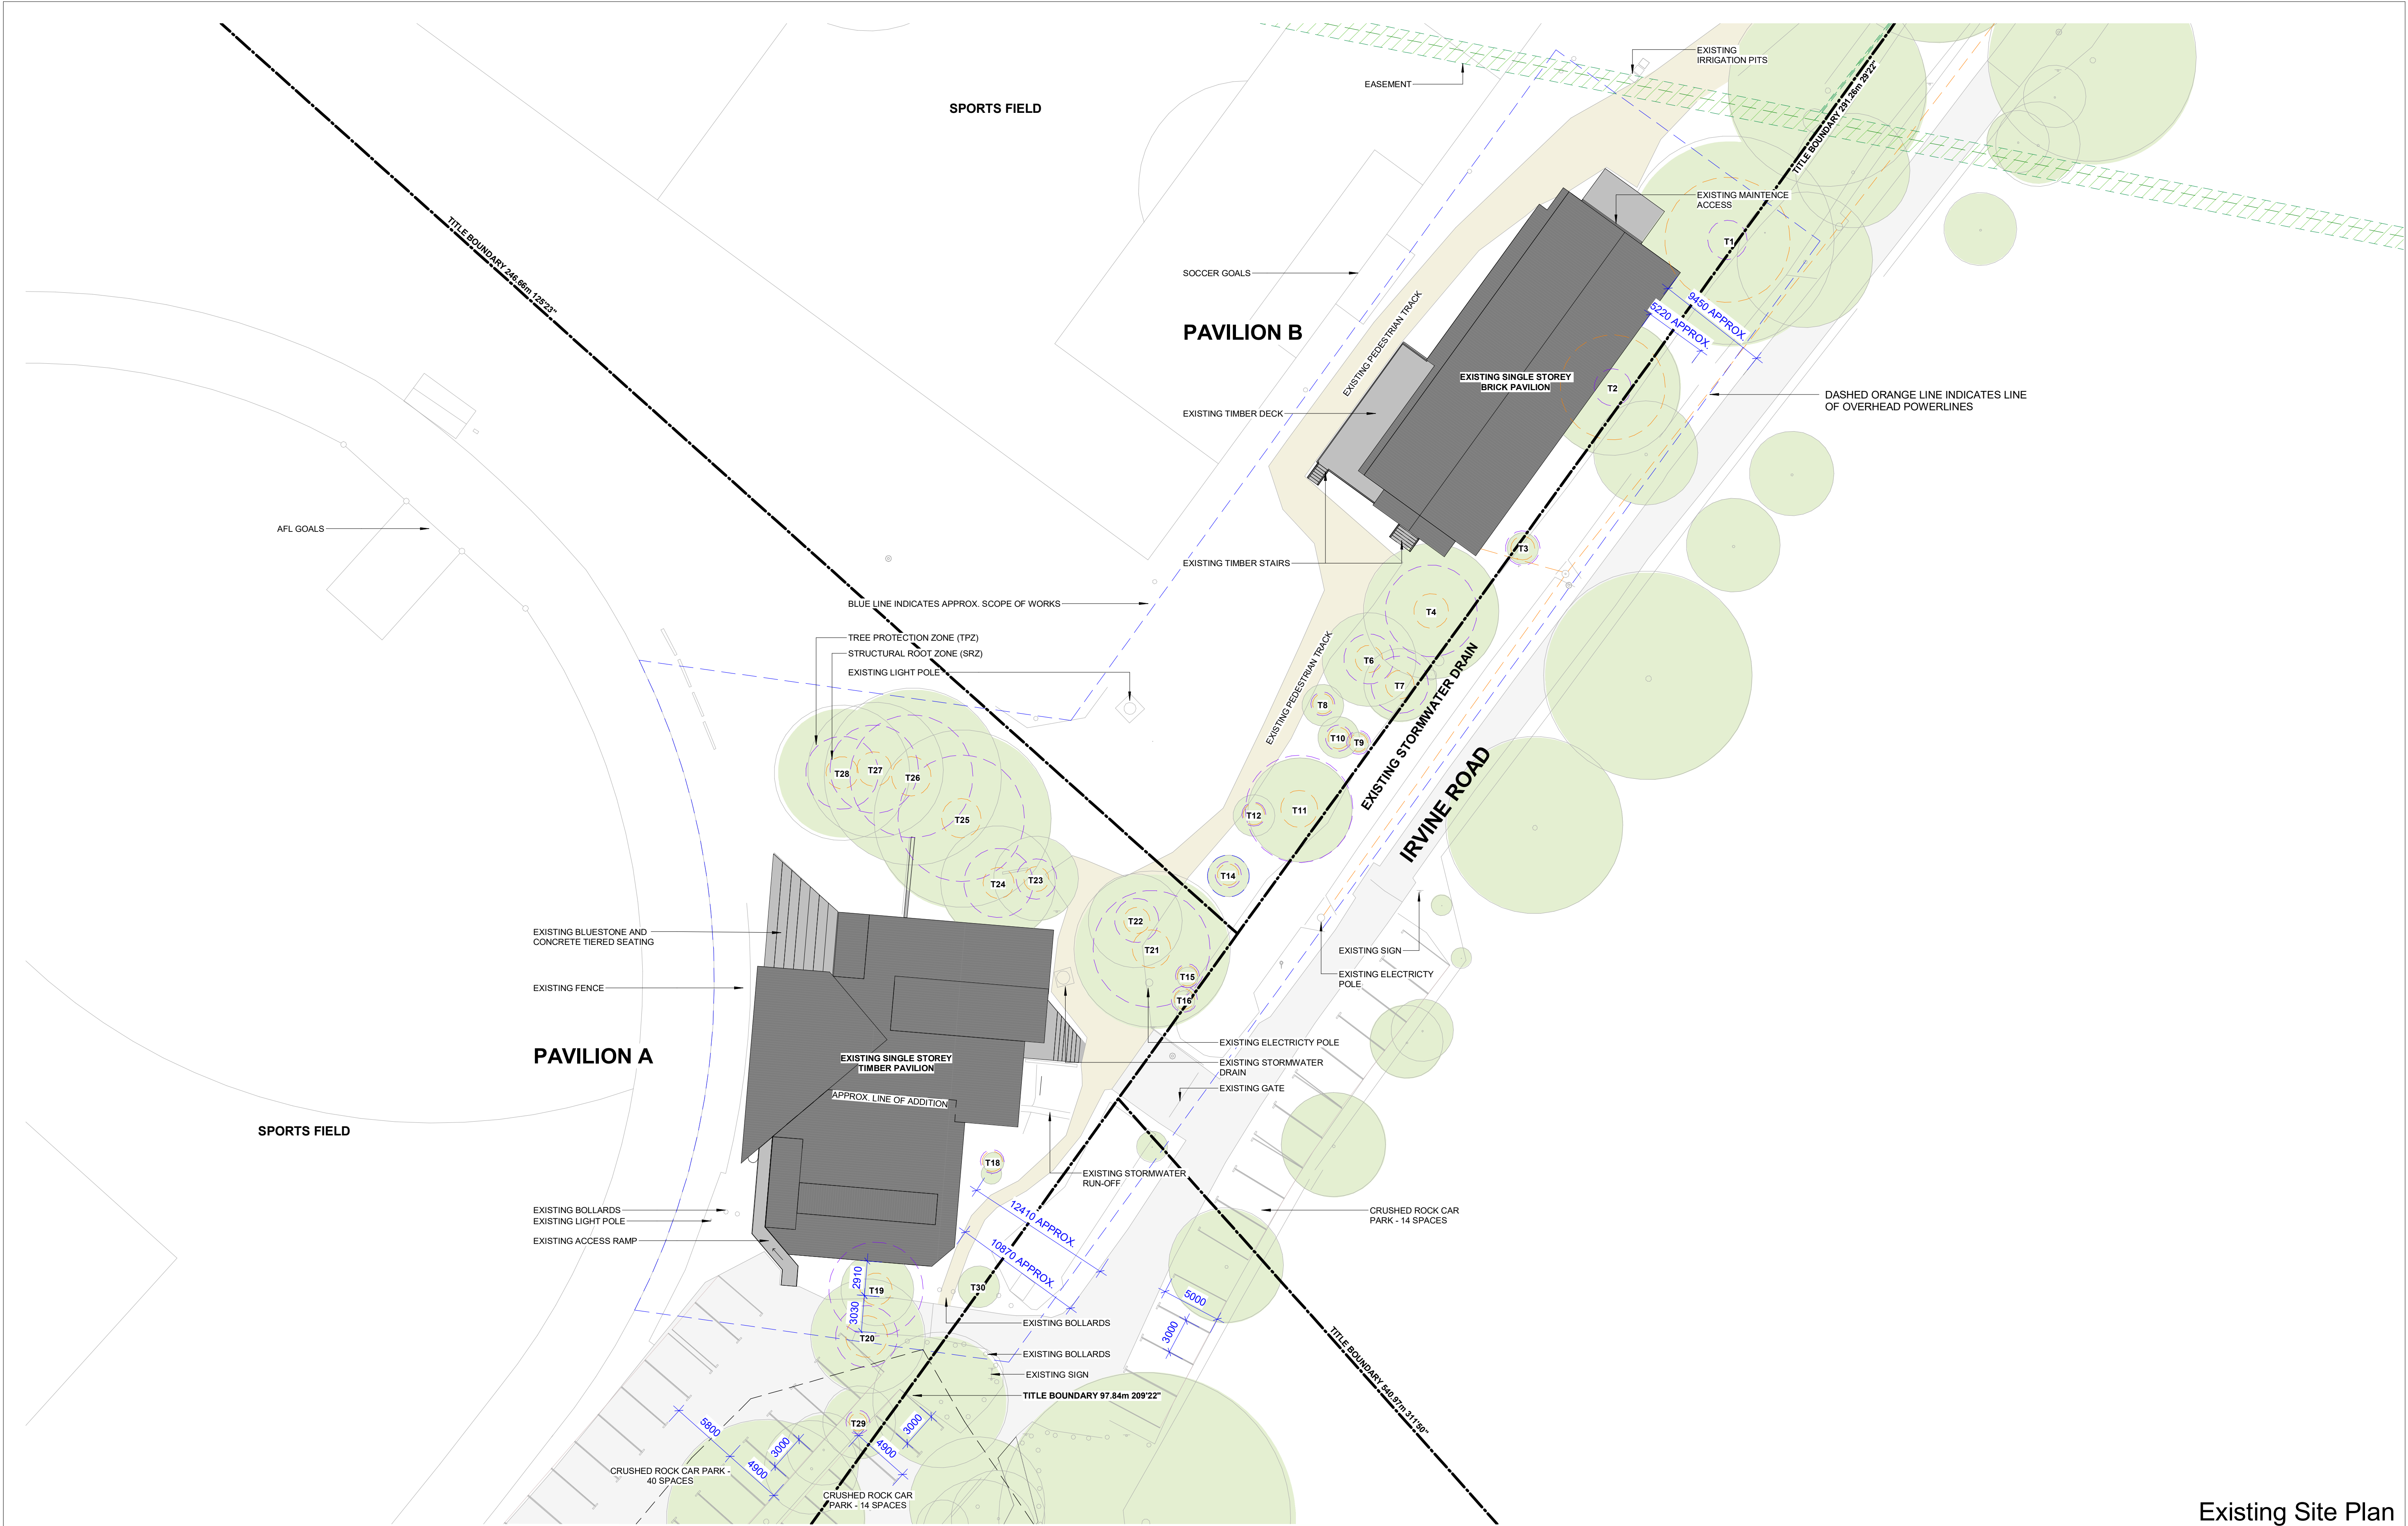 EXISTING
IRRIGATION PITS
EASEMENT
SPORTS FIELD
TITLE BOUNDARY 291.26m 29'22"
EXISTING MAINTENCE
ACCESS
T1
TITLE BOUNDARY 246.66m 125'23"
SOCCER GOALS
EXISTING PEDESTRIAN TRACK
9450 APPROX.
5220 APPROX.
PAVILION B
EXISTING SINGLE STOREY
BRICK PAVILION
T2
DASHED ORANGE LINE INDICATES LINE
OF OVERHEAD POWERLINES
EXISTING TIMBER DECK
AFL GOALS
T3
EXISTING TIMBER STAIRS
BLUE LINE INDICATES APPROX. SCOPE OF WORKS
T4
TREE PROTECTION ZONE (TPZ)
STRUCTURAL ROOT ZONE (SRZ)
EXISTING LIGHT POLE
EXISTING PEDESTRIAN TRACK
T6
T7
T8
T10
T9
EXISTING STORMWATER DRAIN
IRVINE ROAD
T28
T27
T26
T25
T12
T11
T24
T23
T14
T22
T21
EXISTING BLUESTONE AND
CONCRETE TIERED SEATING
EXISTING SIGN
EXISTING ELECTRICTY
POLE
T15
T16
EXISTING FENCE
EXISTING ELECTRICTY POLE
PAVILION A
EXISTING SINGLE STOREY
TIMBER PAVILION
EXISTING STORMWATER
DRAIN
EXISTING GATE
APPROX. LINE OF ADDITION
SPORTS FIELD
T18
EXISTING STORMWATER
RUN-OFF
EXISTING BOLLARDS
EXISTING LIGHT POLE
EXISTING ACCESS RAMP
12410 APPROX.
10870 APPROX.
CRUSHED ROCK CAR
PARK - 14 SPACES
2910
T19
T30
3030
T20
5000
3000
EXISTING BOLLARDS
EXISTING BOLLARDS
EXISTING SIGN
TITLE BOUNDARY 97.84m 209'22"
TITLE BOUNDARY 540.97m 311'50"
T29
5800
3000
4900
3000
4900
CRUSHED ROCK CAR PARK -
40 SPACES
CRUSHED ROCK CAR
PARK - 14 SPACES
Existing Site Plan